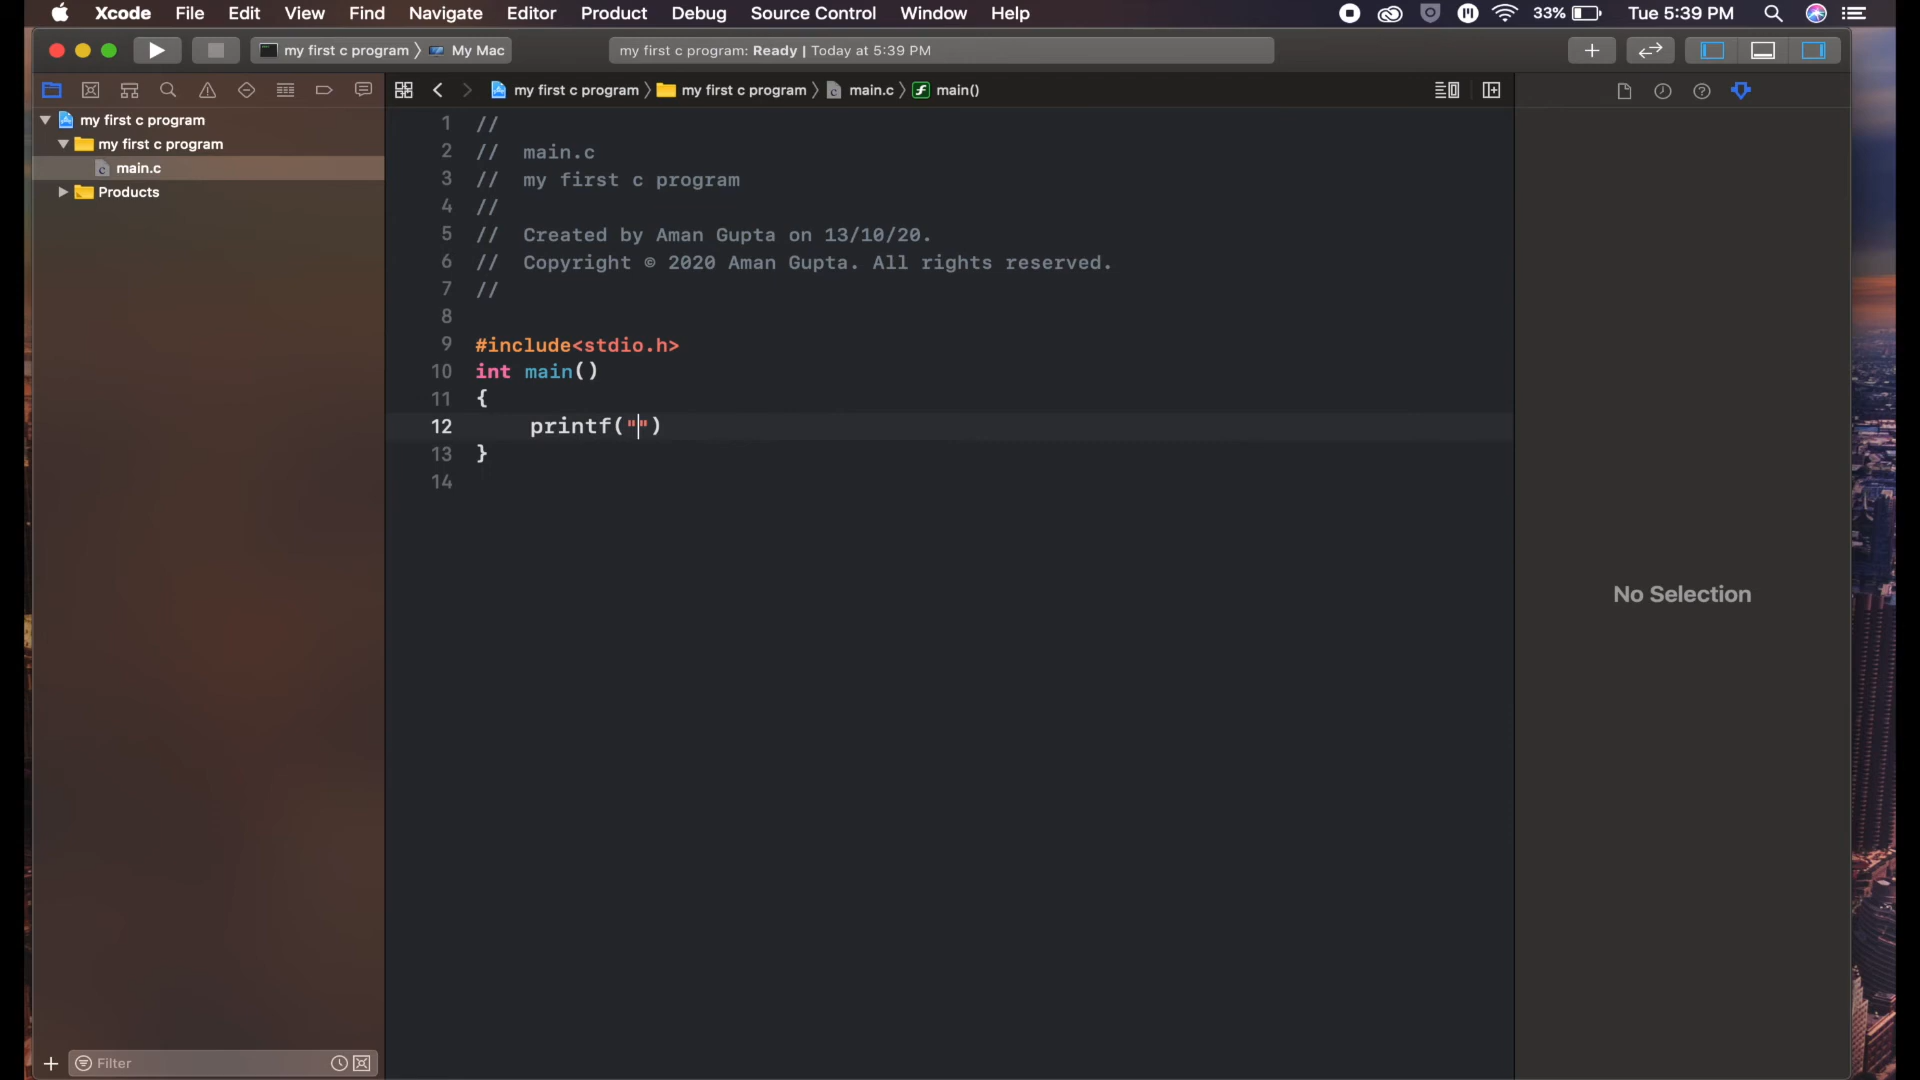 Xcode File Edit View Find Navigate Editor Product Debug Source Control Window Help 33% Tue 5:39 PM
my first c program 〉 My Mac my first c program: Ready | Today at 5:39 PM
my first c program 〉 my first c program 〉 main.c 〉 main()
my first c program
my first c program
main.c
Products
1 //
2 //  main.c
3 //  my first c program
4 //
5 //  Created by Aman Gupta on 13/10/20.
6 //  Copyright © 2020 Aman Gupta. All rights reserved.
7 //
8
9 #include<stdio.h>
10 int main()
11 {
12     printf("")
13 }
14
No Selection
Filter